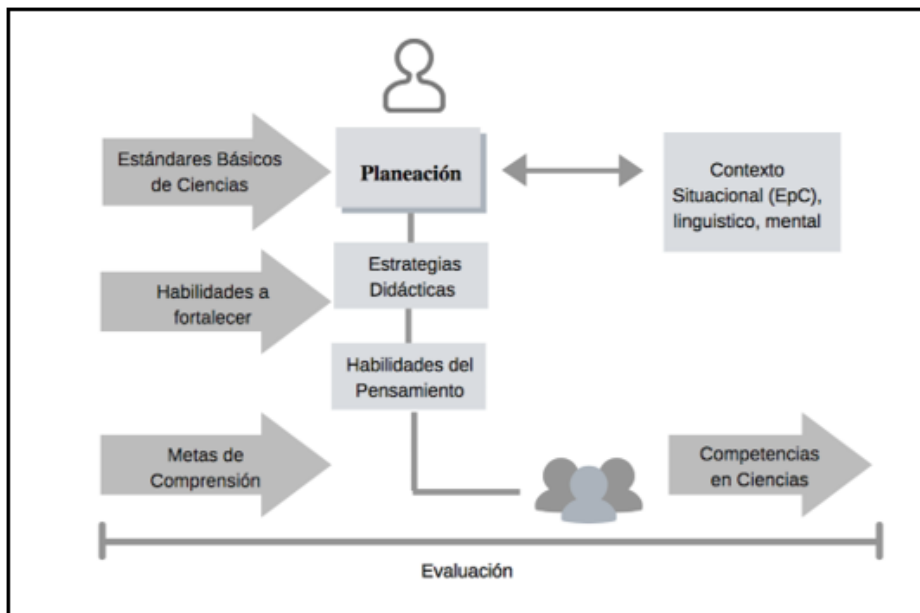 Estándares Básicos
de Ciencias
Planeación
Contexto
Situacional (EpC),
linguistico, mental
Habilidades a
fortalecer
Estrategias
Didácticas
Habilidades del
Pensamiento
Metas de
Comprensión
Competencias
en Ciencias
Evaluación